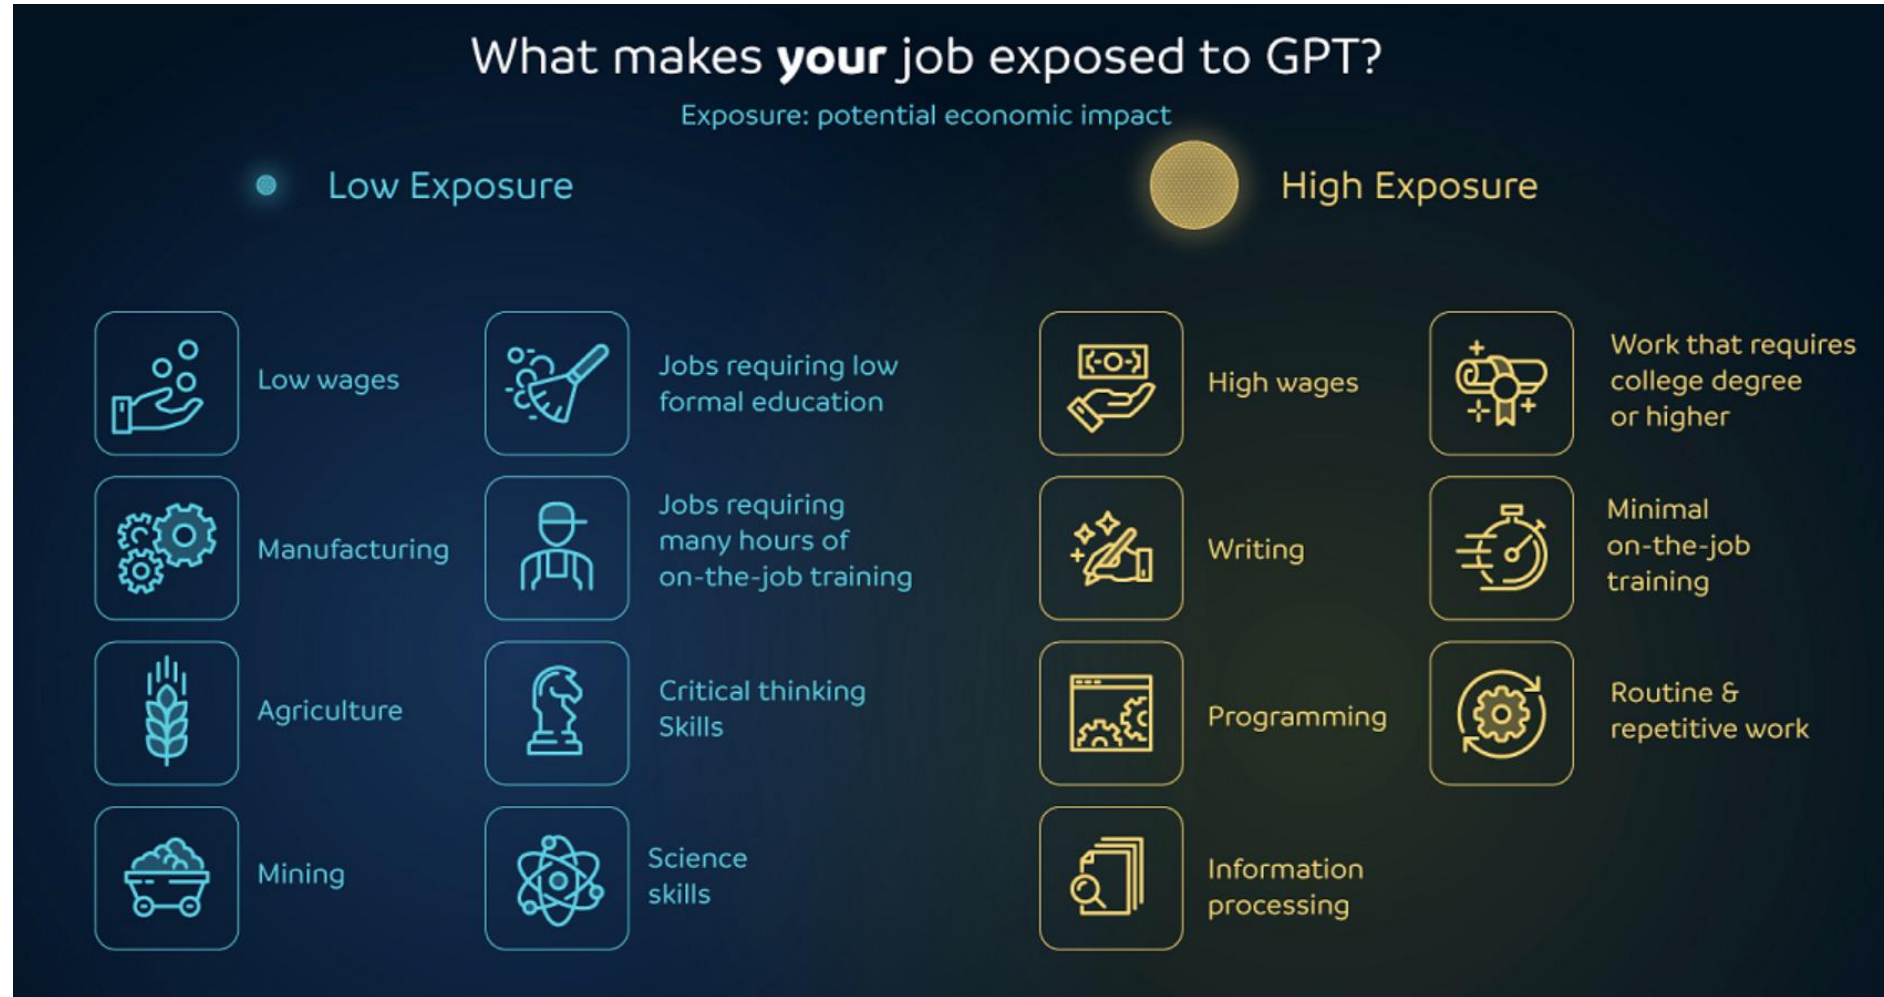 What makes your job exposed to GPT?
Exposure: potential economic impact
Low Exposure
Low wages
Jobs requiring low
formal education
Manufacturing
Jobs requiring
many hours of
on-the-job training
Agriculture
Critical thinking
Skills
Mining
Science
skills
High Exposure
High wages
Work that requires
college degree
or higher
Writing
Minimal
on-the-job
training
Programming
Routine &
repetitive work
Information
processing